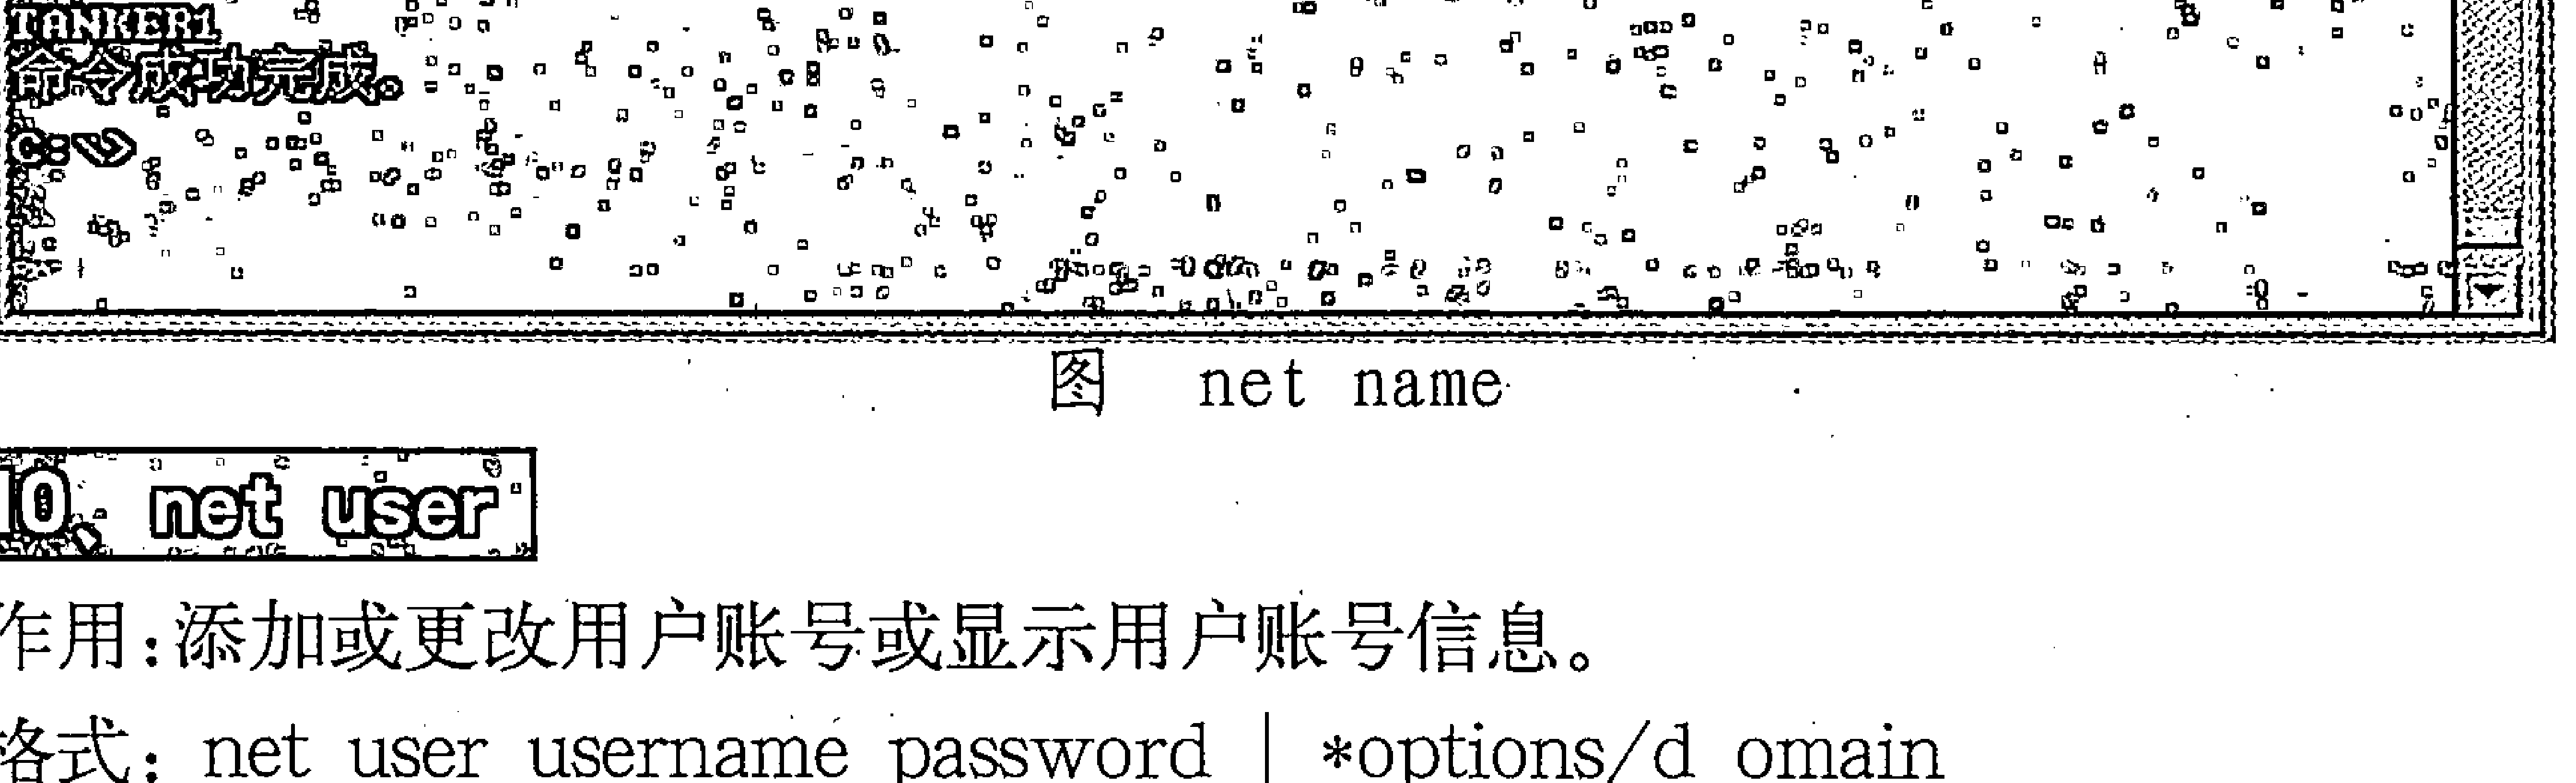 TANKER1
命令成功完成。
C:\>
图 net name
10、net user
作用:添加或更改用户账号或显示用户账号信息。
格式: net user username password | *options/d omain